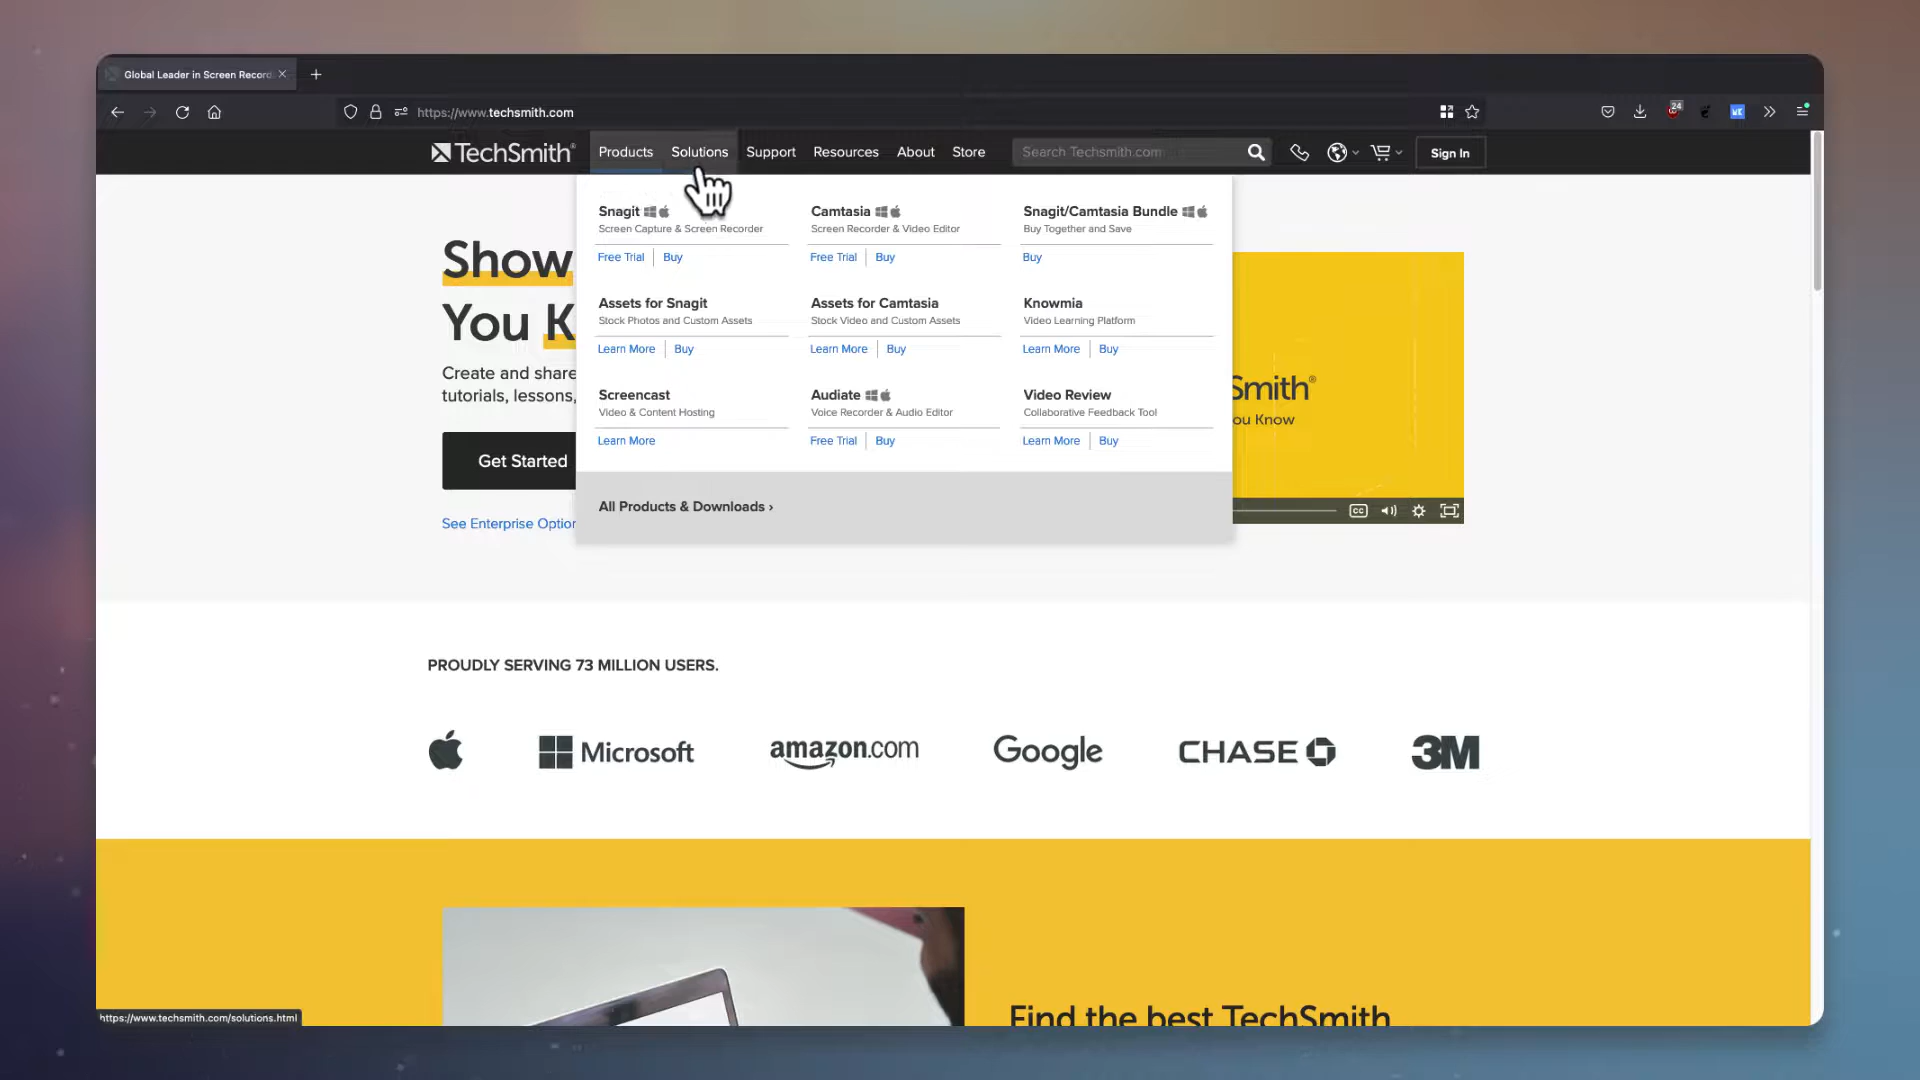 Global Leader in Screen Record
24
https://www.techsmith.com
TechSmith®
Products
Solutions
Support
Resources
About
Store
Search Techsmith.com
Sign In
Snagit
Screen Capture & Screen Recorder
Free Trial
Buy
Camtasia
Screen Recorder & Video Editor
Free Trial
Buy
Snagit/Camtasia Bundle
Buy Together and Save
Buy
Assets for Snagit
Stock Photos and Custom Assets
Learn More
Buy
Assets for Camtasia
Stock Video and Custom Assets
Learn More
Buy
Knowmia
Video Learning Platform
Learn More
Buy
Screencast
Video & Content Hosting
Learn More
Audiate
Voice Recorder & Audio Editor
Free Trial
Buy
Video Review
Collaborative Feedback Tool
Learn More
Buy
All Products & Downloads ›
Show
You K
Create and share
tutorials, lessons,
Get Started
See Enterprise Option
Smith®
ou Know
CC
PROUDLY SERVING 73 MILLION USERS.
Microsoft
amazon.com
Google
CHASE
3M
Find the best TechSmith
https://www.techsmith.com/solutions.html